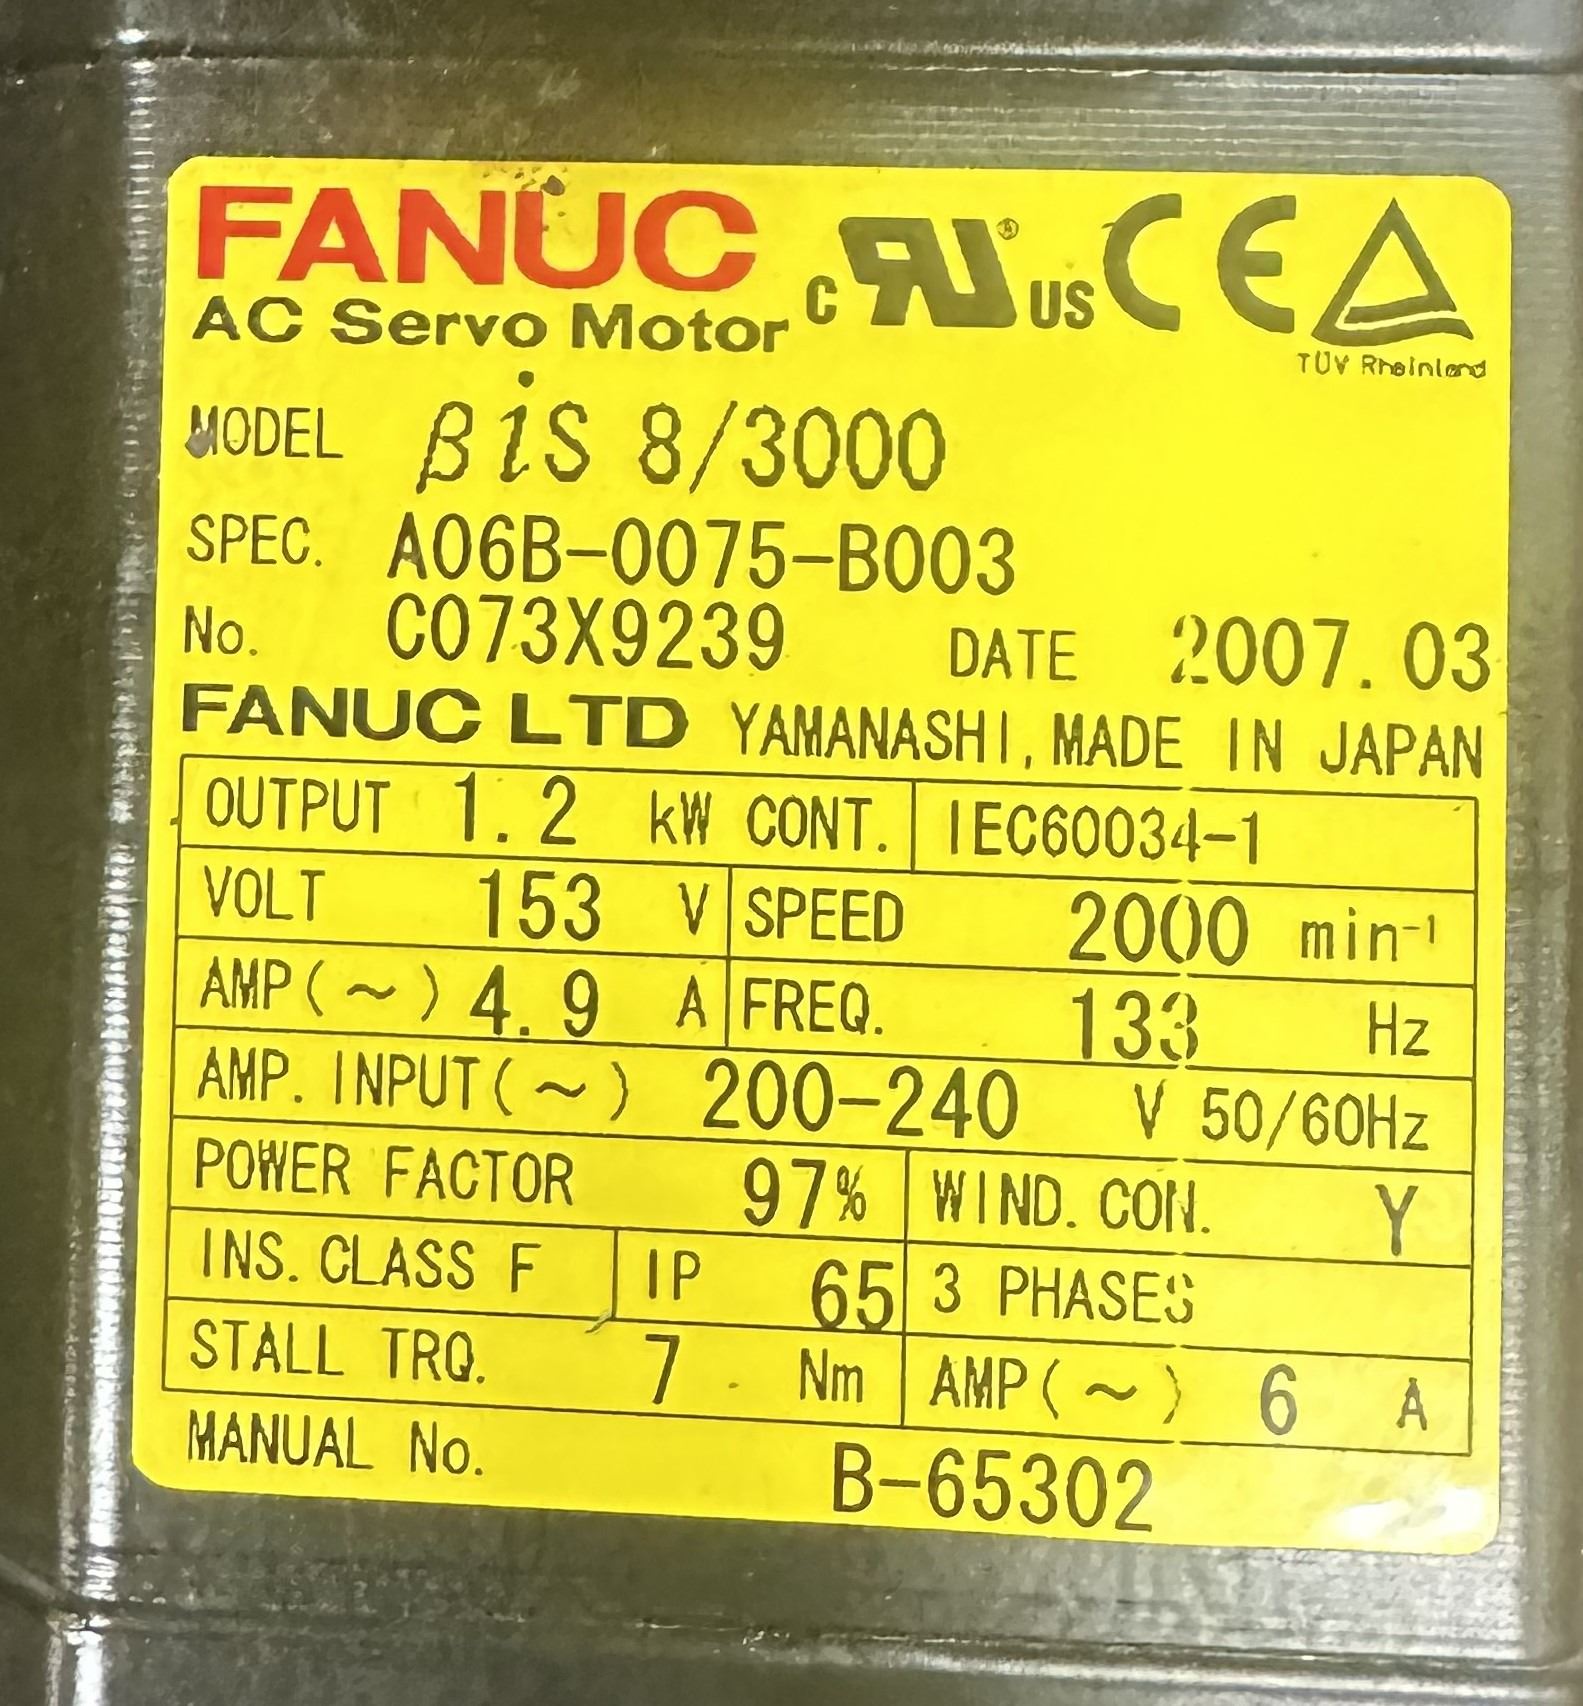 FANUC
AC Servo Motor
c RU ® US CE
TÜV Rheinland
MODEL βiS 8/3000
SPEC. A06B-0075-B003
No. C073X9239 DATE 2007.03
FANUC LTD YAMANASHI, MADE IN JAPAN
OUTPUT 1.2 kW CONT. IEC60034-1
VOLT 153 V SPEED 2000 min⁻¹
AMP(~) 4.9 A FREQ. 133 Hz
AMP. INPUT(~) 200-240 V 50/60Hz
POWER FACTOR 97% WIND. CON. Y
INS. CLASS F IP 65 3 PHASES
STALL TRQ. 7 Nm AMP(~) 6 A
MANUAL No. B-65302